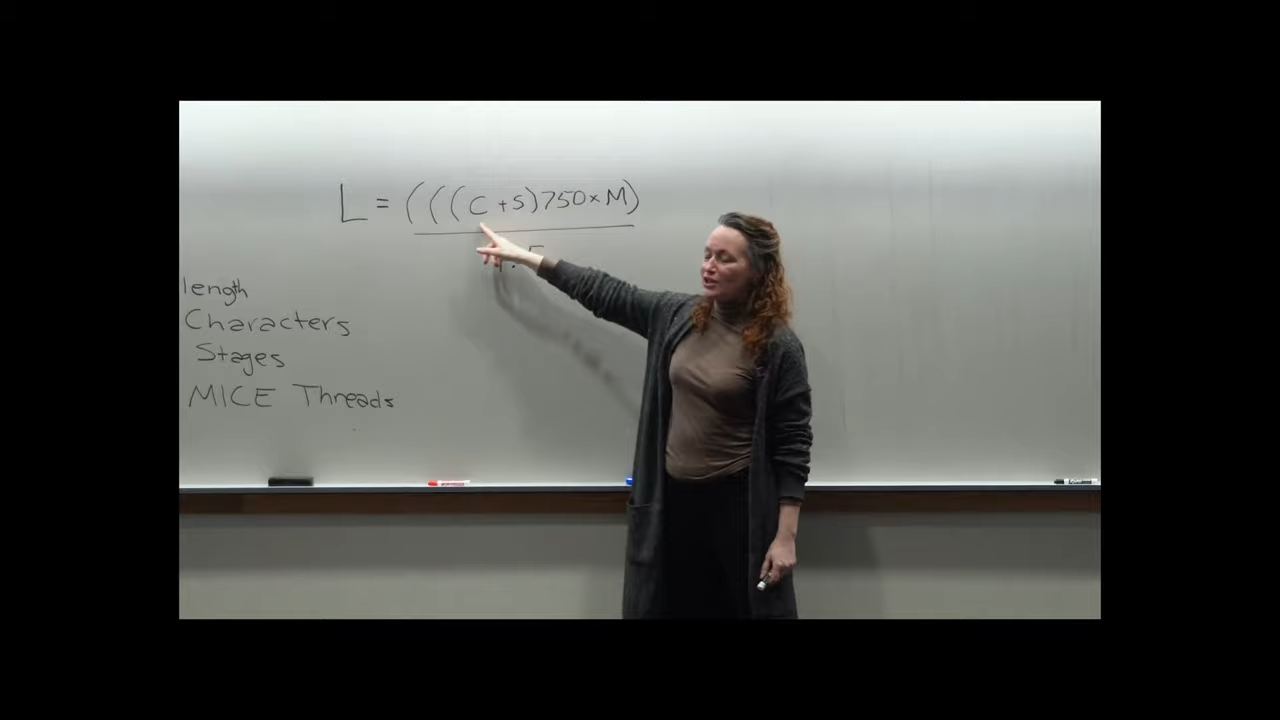 L = (((C+S)750×M)
length
Characters
Stages
MICE Threads